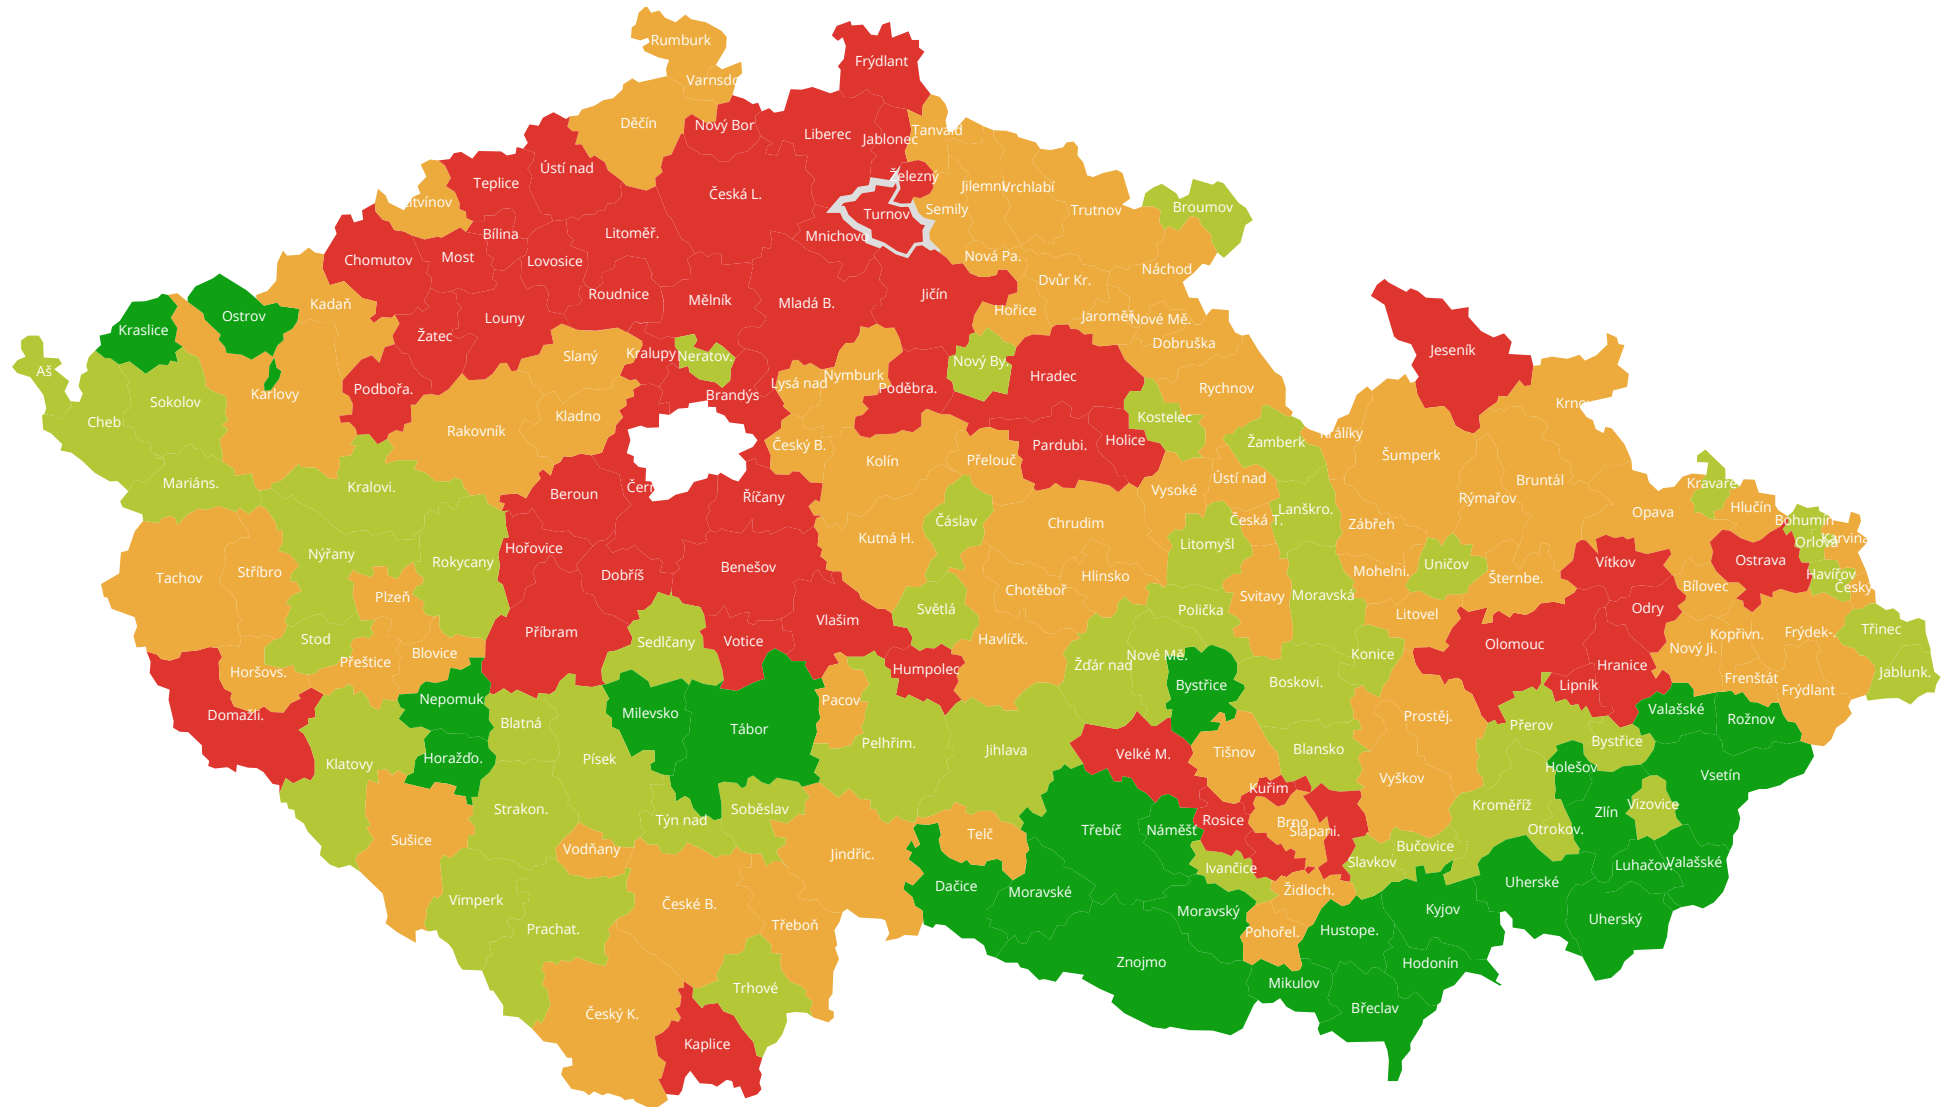 Rumburk
Frýdlant
Varnsdo
Děčín
Nový Bor
Liberec
Jablonec
Tanvald
Ústí nad
Teplice
Železný
Jilemni
Vrchlabí
Česká L.
Litvínov
Turnov
Semily
Trutnov
Broumov
Bílina
Litoměř.
Mnichovo
Chomutov
Most
Lovosice
Nová Pa.
Náchod
Dvůr Kr.
Roudnice
Mělník
Mladá B.
Jičín
Kadaň
Ostrov
Louny
Hořice
Jaroměř
Nové Mě.
Kraslice
Žatec
Dobruška
Jeseník
Slaný
Kralupy
Neratov.
Nový By.
Aš
Podbořa.
Lysá nad
Nymburk
Poděbra.
Hradec
Rychnov
Karlovy
Brandýs
Sokolov
Krnov
Cheb
Kladno
Kostelec
Rakovník
Český B.
Pardubi.
Holice
Žamberk
Králíky
Kolín
Přelouč
Šumperk
Mariáns.
Kralovi.
Beroun
Čern
Říčany
Vysoké
Ústí nad
Rýmařov
Bruntál
Kravaře
Čáslav
Chrudim
Česká T.
Lanškro.
Zábřeh
Opava
Hlučín
Bohumín
Hořovice
Kutná H.
Litomyšl
Orlová
Karviná
Nýřany
Rokycany
Ostrava
Vítkov
Tachov
Stříbro
Dobříš
Benešov
Hlinsko
Mohelni.
Uničov
Šternbe.
Havířov
Český
Plzeň
Chotěboř
Svitavy
Moravská
Bílovec
Světlá
Polička
Litovel
Odry
Vlašim
Příbram
Stod
Sedlčany
Votice
Havlíčk.
Olomouc
Kopřivn.
Frýdek-.
Třinec
Přeštice
Blovice
Nové Mě.
Konice
Nový Ji.
Horšovs.
Humpolec
Žďár nad
Hranice
Jablunk.
Nepomuk
Bystřice
Boskovi.
Lipník
Frenštát
Frýdlant
Domažli.
Milevsko
Pacov
Blatná
Tábor
Prostěj.
Přerov
Valašské
Rožnov
Pelhřim.
Jihlava
Velké M.
Tišnov
Blansko
Bystřice
Klatovy
Horažďo.
Písek
Vyškov
Holešov
Vsetín
Kuřim
Strakon.
Týn nad
Soběslav
Kroměříž
Zlín
Vizovice
Sušice
Telč
Třebíč
Náměšť
Rosice
Brno
Šlapani.
Otrokov.
Vodňany
Jindřic.
Bučovice
Slavkov
Ivančice
Luhačov.
Valašské
Dačice
Moravské
Židloch.
Uherské
Vimperk
České B.
Moravský
Kyjov
Uherský
Prachat.
Třeboň
Pohořel.
Hustope.
Znojmo
Hodonín
Trhové
Mikulov
Český K.
Břeclav
Kaplice